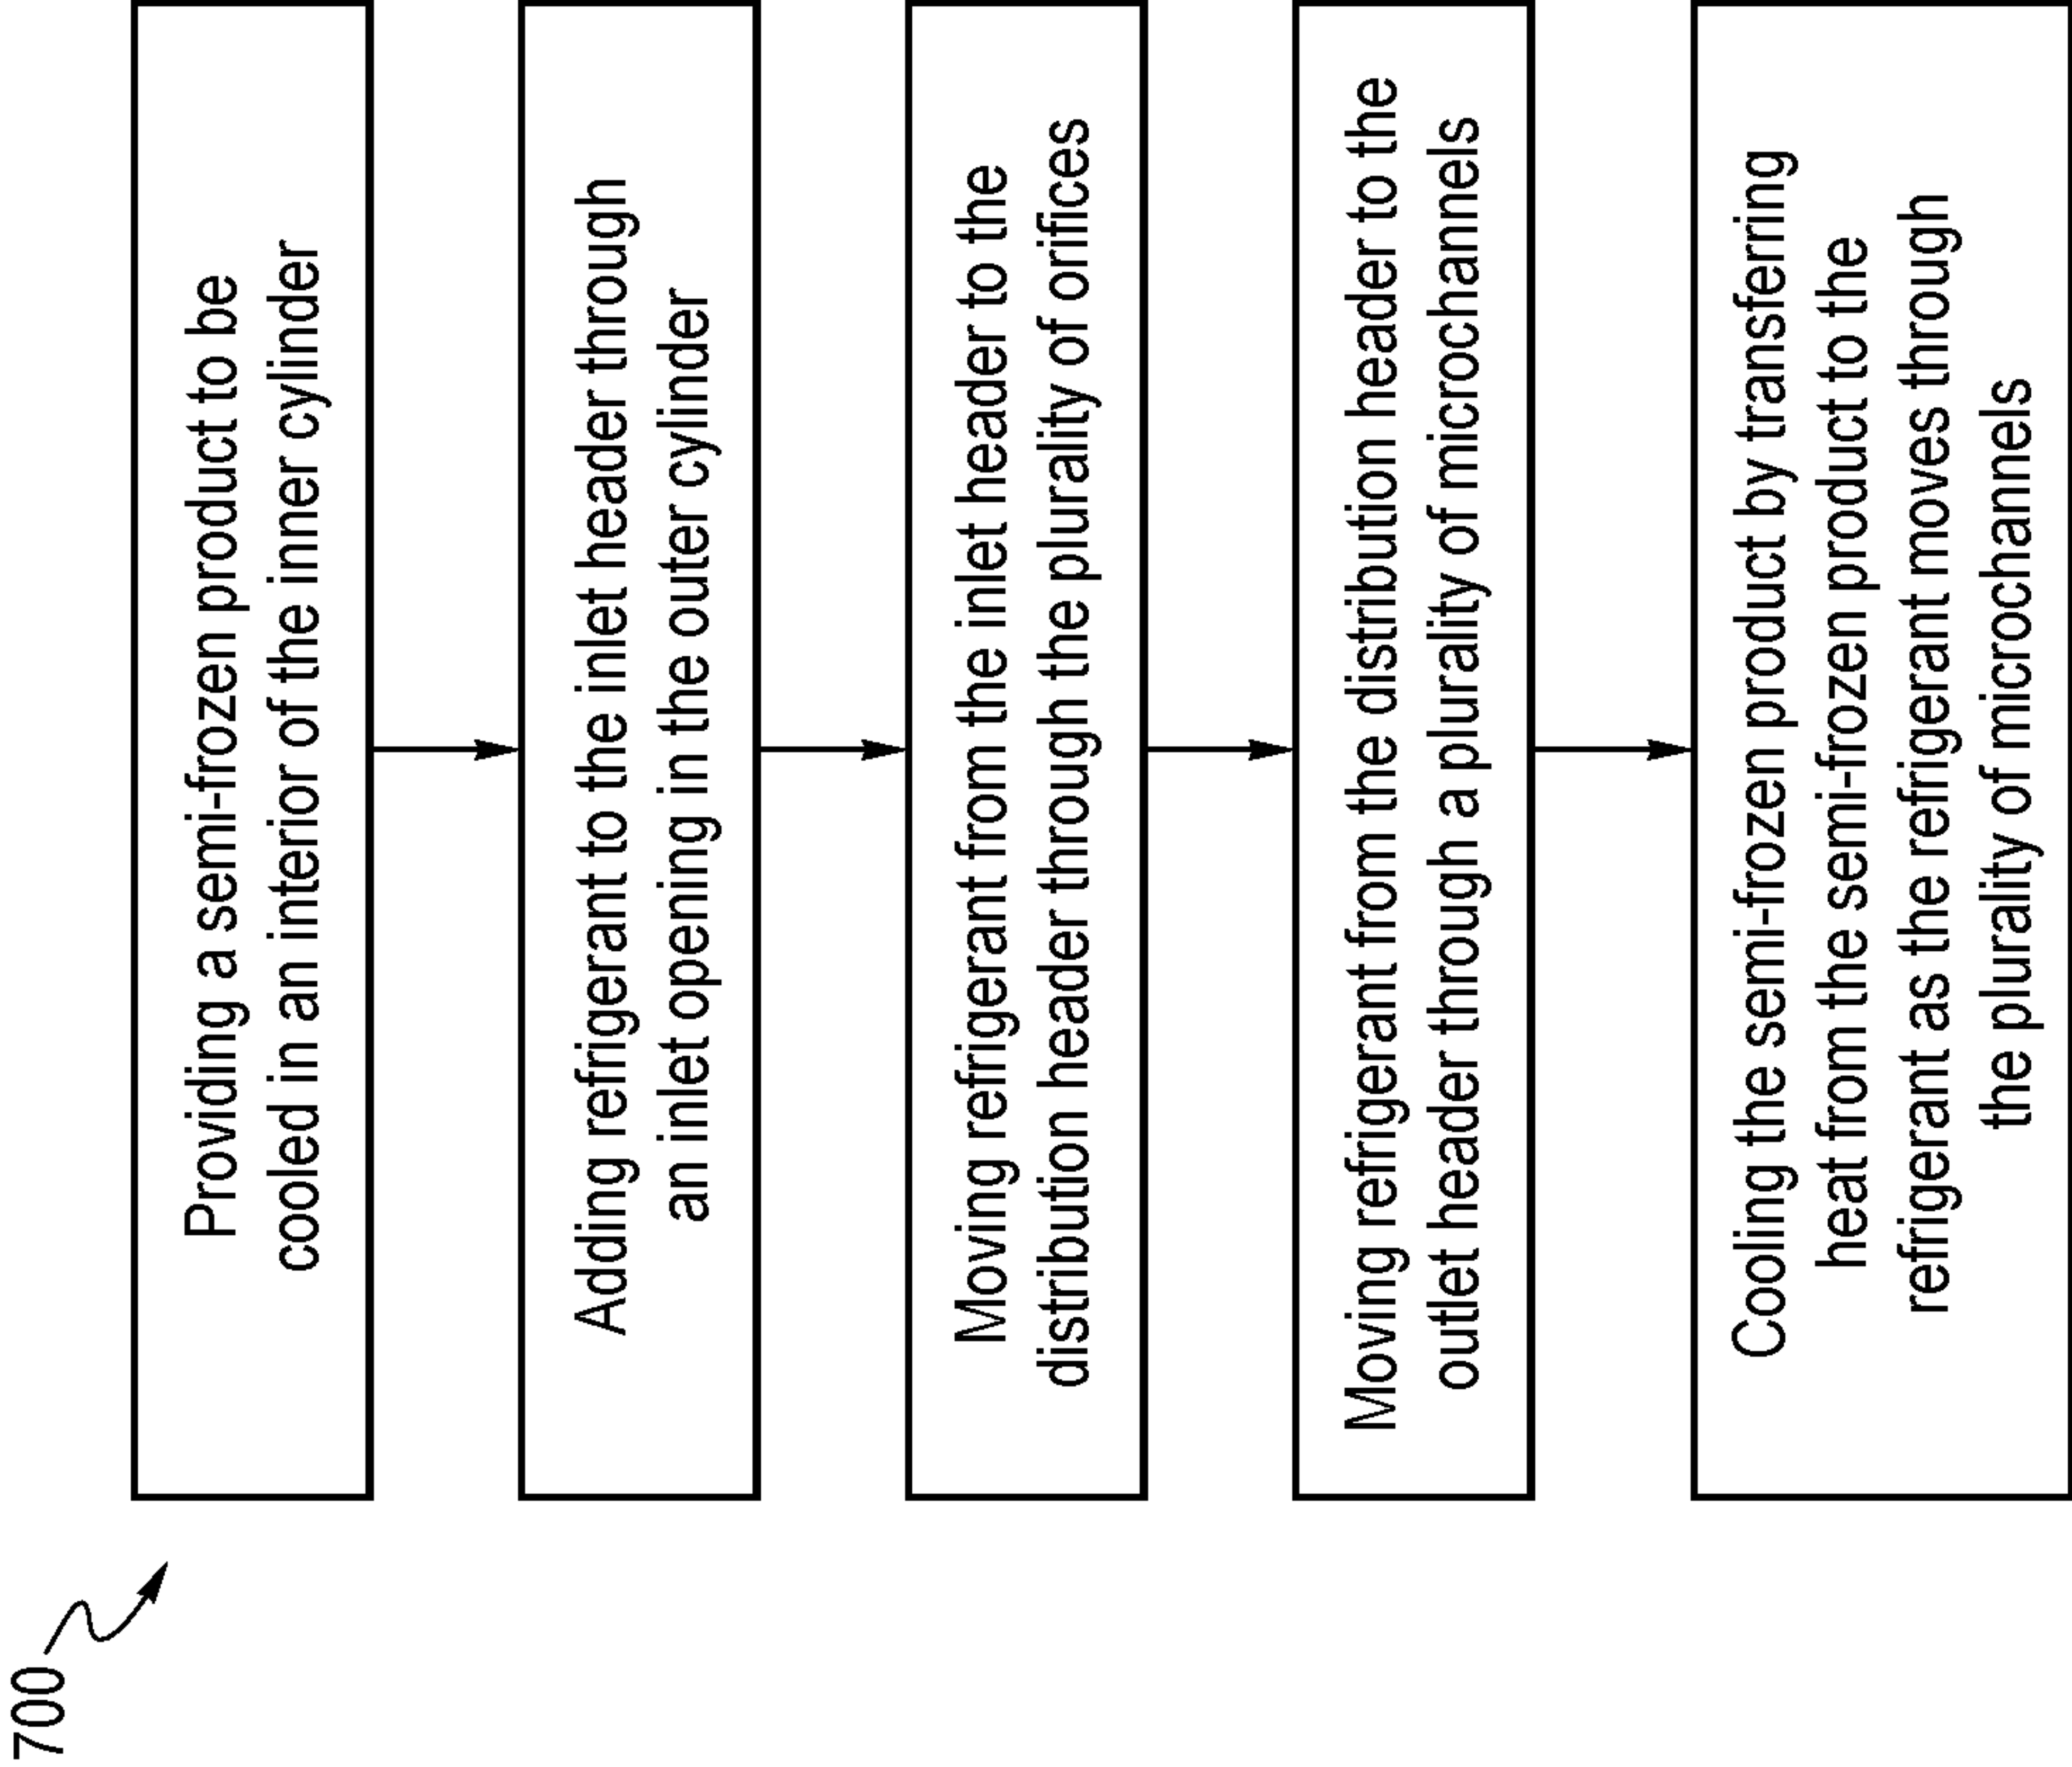 700
Providing a semi-frozen product to be
cooled in an interior of the inner cylinder
Adding refrigerant to the inlet header through
an inlet opening in the outer cylinder
Moving refrigerant from the inlet header to the
distribution header through the plurality of orifices
Moving refrigerant from the distribution header to the
outlet header through a plurality of microchannels
Cooling the semi-frozen product by transferring
heat from the semi-frozen product to the
refrigerant as the refrigerant moves through
the plurality of microchannels